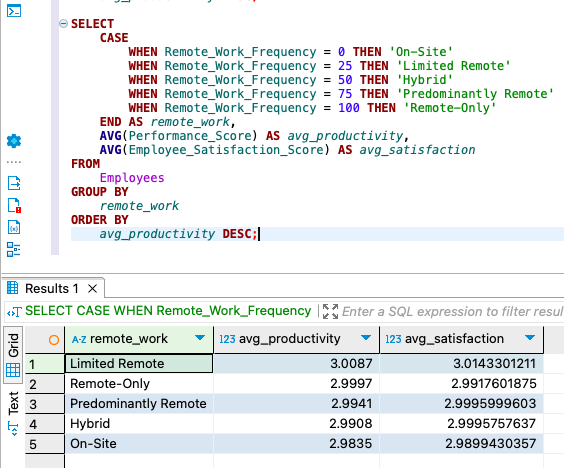 SELECT
CASE
WHEN Remote_Work_Frequency = 0 THEN 'On-Site'
WHEN Remote_Work_Frequency = 25 THEN 'Limited Remote'
WHEN Remote_Work_Frequency = 50 THEN 'Hybrid'
WHEN Remote_Work_Frequency = 75 THEN 'Predominantly Remote'
WHEN Remote_Work_Frequency = 100 THEN 'Remote-Only'
END AS remote_work,
AVG(Performance_Score) AS avg_productivity,
AVG(Employee_Satisfaction_Score) AS avg_satisfaction
FROM
Employees
GROUP BY
remote_work
ORDER BY
avg_productivity DESC;
Results 1
SELECT CASE WHEN Remote_Work_Frequency Enter a SQL expression to filter resul
Grid
Text
A-Z remote_work 123 avg_productivity 123 avg_satisfaction
1 Limited Remote 3.0087 3.0143301211
2 Remote-Only 2.9997 2.9917601875
3 Predominantly Remote 2.9941 2.9995999603
4 Hybrid 2.9908 2.9995757637
5 On-Site 2.9835 2.9899430357